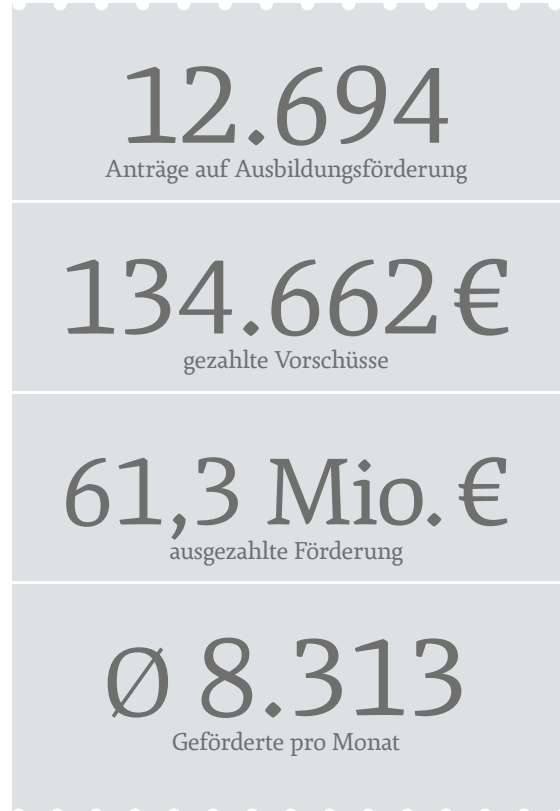 12.694
Anträge auf Ausbildungsförderung
134.662 €
gezahlte Vorschüsse
61,3 Mio. €
ausgezahlte Förderung
Ø 8.313
Geförderte pro Monat